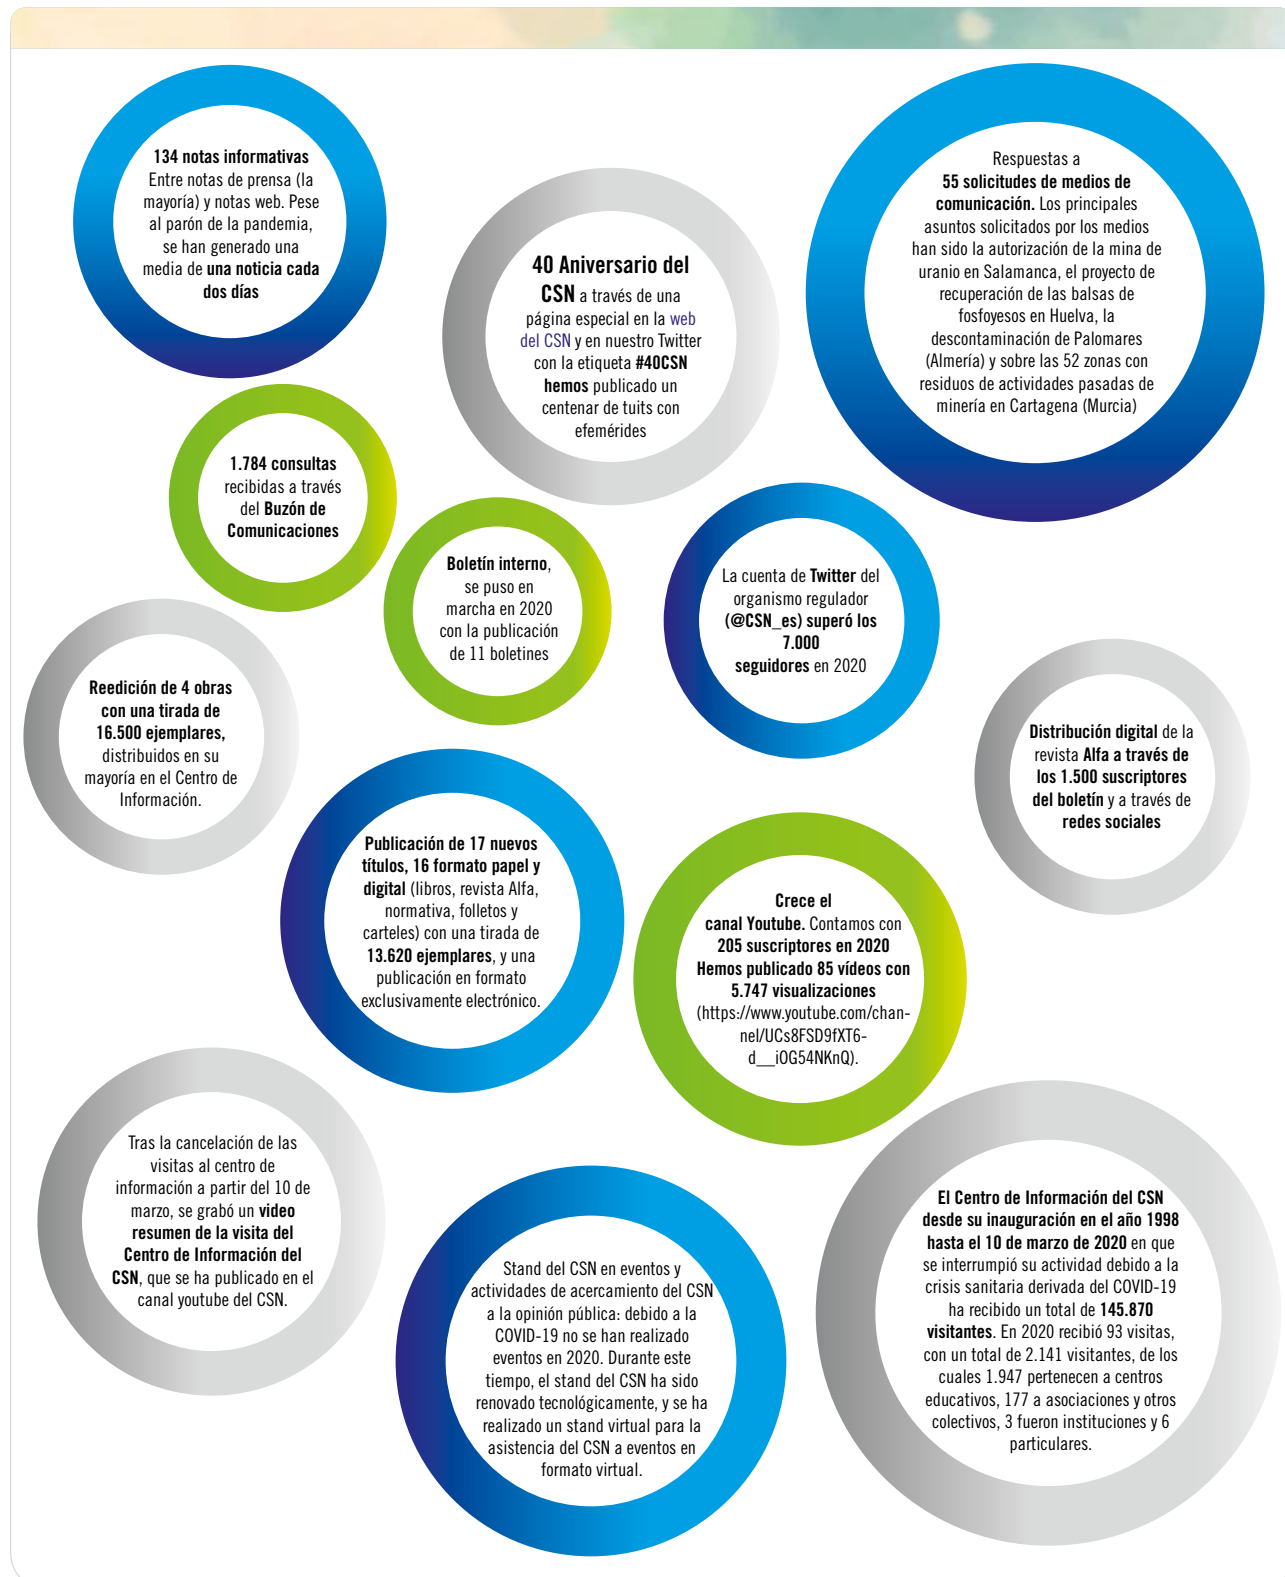 134 notas informativas
Entre notas de prensa (la
mayoría) y notas web. Pese
al parón de la pandemia,
se han generado una
media de una noticia cada
dos días
40 Aniversario del
CSN a través de una
página especial en la web
del CSN y en nuestro Twitter
con la etiqueta #40CSN
hemos publicado un
centenar de tuits con
efemérides
Respuestas a
55 solicitudes de medios de
comunicación. Los principales
asuntos solicitados por los medios
han sido la autorización de la mina de
uranio en Salamanca, el proyecto de
recuperación de las balsas de
fosfoyesos en Huelva, la
descontaminación de Palomares
(Almería) y sobre las 52 zonas con
residuos de actividades pasadas de
minería en Cartagena (Murcia)
1.784 consultas
recibidas a través
del Buzón de
Comunicaciones
Boletín interno,
se puso en
marcha en 2020
con la publicación
de 11 boletines
La cuenta de Twitter del
organismo regulador
(@CSN_es) superó los
7.000
seguidores en 2020
Reedición de 4 obras
con una tirada de
16.500 ejemplares,
distribuidos en su
mayoría en el Centro de
Información.
Distribución digital de la
revista Alfa a través de
los 1.500 suscriptores
del boletín y a través de
redes sociales
Publicación de 17 nuevos
títulos, 16 formato papel y
digital (libros, revista Alfa,
normativa, folletos y
carteles) con una tirada de
13.620 ejemplares, y una
publicación en formato
exclusivamente electrónico.
Crece el
canal Youtube. Contamos con
205 suscriptores en 2020
Hemos publicado 85 vídeos con
5.747 visualizaciones
(https://www.youtube.com/chan-
nel/UCs8FSD9fXT6-
d__iOG54NKnQ).
Tras la cancelación de las
visitas al centro de
información a partir del 10 de
marzo, se grabó un video
resumen de la visita del
Centro de Información del
CSN, que se ha publicado en el
canal youtube del CSN.
Stand del CSN en eventos y
actividades de acercamiento del CSN
a la opinión pública: debido a la
COVID-19 no se han realizado
eventos en 2020. Durante este
tiempo, el stand del CSN ha sido
renovado tecnológicamente, y se ha
realizado un stand virtual para la
asistencia del CSN a eventos en
formato virtual.
El Centro de Información del CSN
desde su inauguración en el año 1998
hasta el 10 de marzo de 2020 en que
se interrumpió su actividad debido a la
crisis sanitaria derivada del COVID-19
ha recibido un total de 145.870
visitantes. En 2020 recibió 93 visitas,
con un total de 2.141 visitantes, de los
cuales 1.947 pertenecen a centros
educativos, 177 a asociaciones y otros
colectivos, 3 fueron instituciones y 6
particulares.